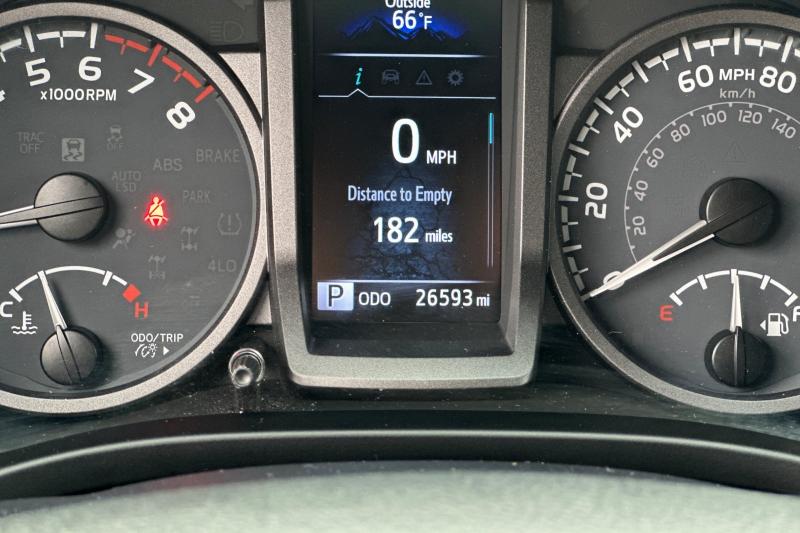 Outside
66°F
i
0 MPH
Distance to Empty
182 miles
P ODO 26593 mi
5
6
7
8
x1000RPM
TRAC
OFF
OFF
ABS
BRAKE
AUTO
LSD
PARK
4LO
C
H
ODO/TRIP
0
20
40
60
MPH
80
km/h
20
40
60
80
100
120
140
E
F